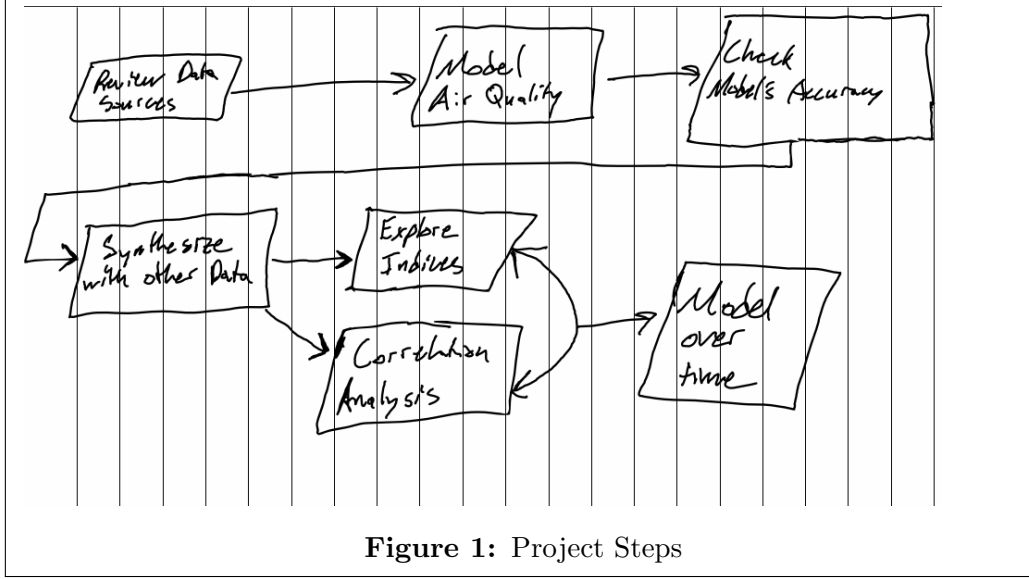 Review Data
Sources
Model
Air Quality
Check
Model's Accuracy
Synthesize
with other Data
Explore
Indices
Correlation
Analysis
Model
over
time
Figure 1: Project Steps